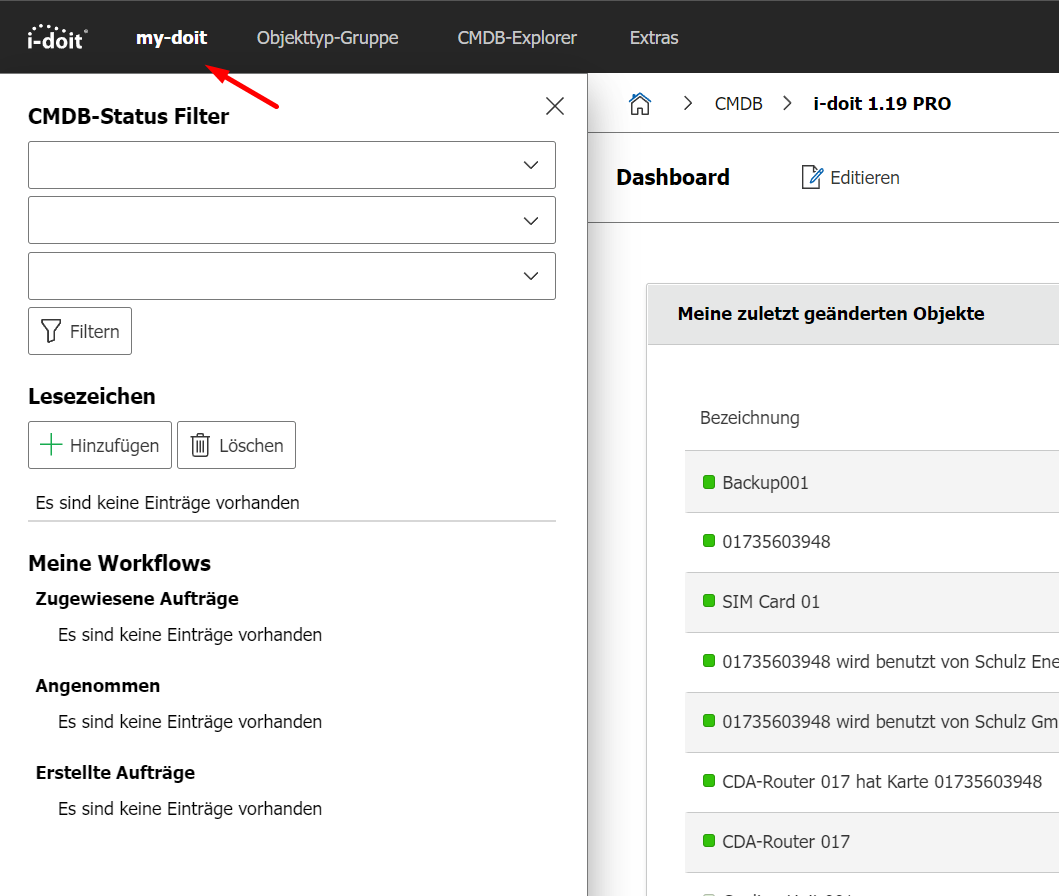 i-doit®
my-doit
Objekttyp-Gruppe
CMDB-Explorer
Extras
CMDB-Status Filter
Filtern
Lesezeichen
Hinzufügen
Löschen
Es sind keine Einträge vorhanden
Meine Workflows
Zugewiesene Aufträge
Es sind keine Einträge vorhanden
Angenommen
Es sind keine Einträge vorhanden
Erstellte Aufträge
Es sind keine Einträge vorhanden
CMDB
i-doit 1.19 PRO
Dashboard
Editieren
Meine zuletzt geänderten Objekte
Bezeichnung
Backup001
01735603948
SIM Card 01
01735603948 wird benutzt von Schulz Ene
01735603948 wird benutzt von Schulz Gm
CDA-Router 017 hat Karte 01735603948
CDA-Router 017